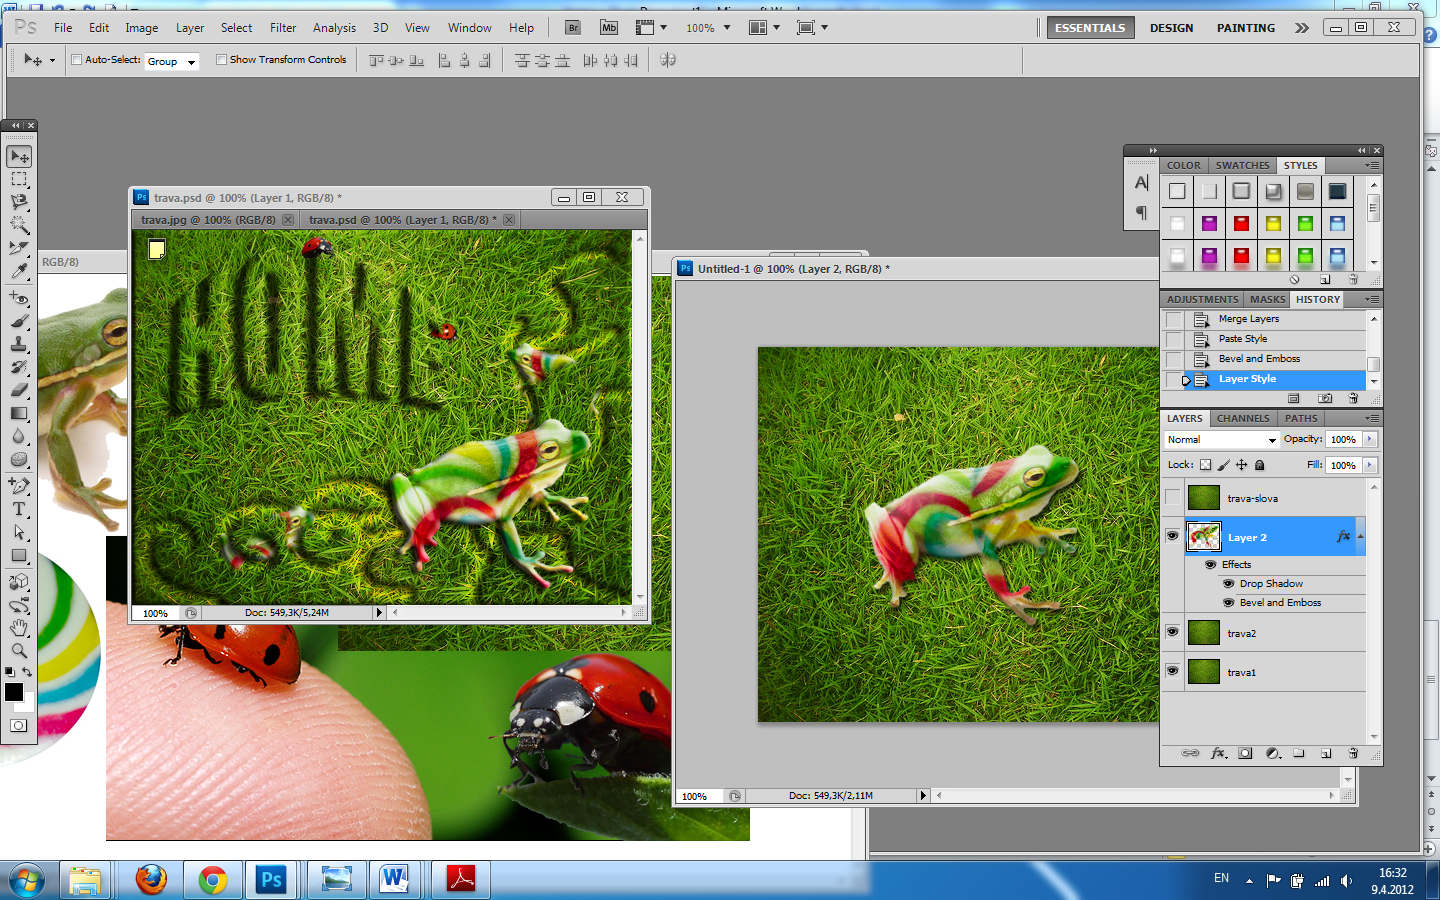 Ps File Edit Image Layer Select Filter Analysis 3D View Window Help Br Mb 100% ESSENTIALS DESIGN PAINTING
Auto-Select: Group Show Transform Controls
trava.psd @ 100% (Layer 1, RGB/8) *
trava.jpg @ 100% (RGB/8) trava.psd @ 100% (Layer 1, RGB/8) *
RGB/8)
100% Doc: 549,3K/5,24M
Untitled-1 @ 100% (Layer 2, RGB/8) *
100% Doc: 549,3K/2,11M
COLOR SWATCHES STYLES
ADJUSTMENTS MASKS HISTORY
Merge Layers
Paste Style
Bevel and Emboss
Layer Style
LAYERS CHANNELS PATHS
Normal Opacity: 100%
Lock: Fill: 100%
trava-slova
Layer 2 fx
Effects
Drop Shadow
Bevel and Emboss
trava2
trava1
fx
Ps W EN 16:32
9.4.2012